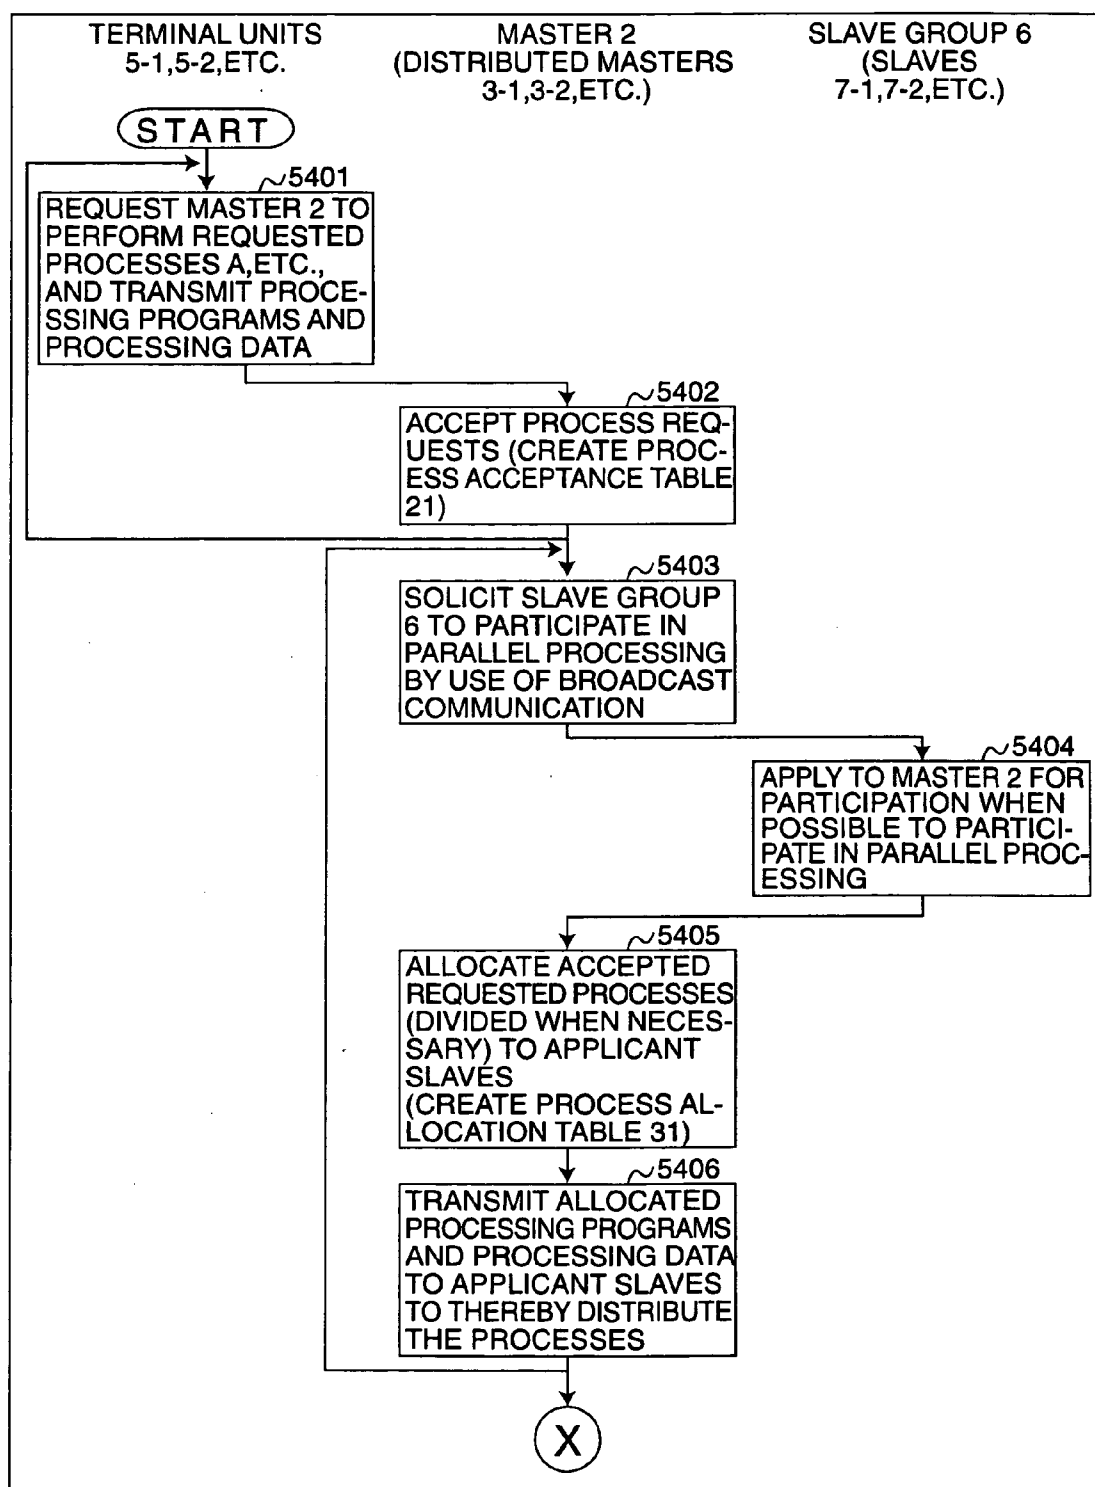 TERMINAL UNITS
5-1,5-2,ETC.
MASTER 2
(DISTRIBUTED MASTERS
3-1,3-2,ETC.)
SLAVE GROUP 6
(SLAVES
7-1,7-2,ETC.)
START
5401
REQUEST MASTER 2 TO
PERFORM REQUESTED
PROCESSES A,ETC.,
AND TRANSMIT PROCE-
SSING PROGRAMS AND
PROCESSING DATA
5402
ACCEPT PROCESS REQ-
UESTS (CREATE PROC-
ESS ACCEPTANCE TABLE
21)
5403
SOLICIT SLAVE GROUP
6 TO PARTICIPATE IN
PARALLEL PROCESSING
BY USE OF BROADCAST
COMMUNICATION
5404
APPLY TO MASTER 2 FOR
PARTICIPATION WHEN
POSSIBLE TO PARTICI-
PATE IN PARALLEL PROC-
ESSING
5405
ALLOCATE ACCEPTED
REQUESTED PROCESSES
(DIVIDED WHEN NECES-
SARY) TO APPLICANT
SLAVES
(CREATE PROCESS AL-
LOCATION TABLE 31)
5406
TRANSMIT ALLOCATED
PROCESSING PROGRAMS
AND PROCESSING DATA
TO APPLICANT SLAVES
TO THEREBY DISTRIBUTE
THE PROCESSES
X